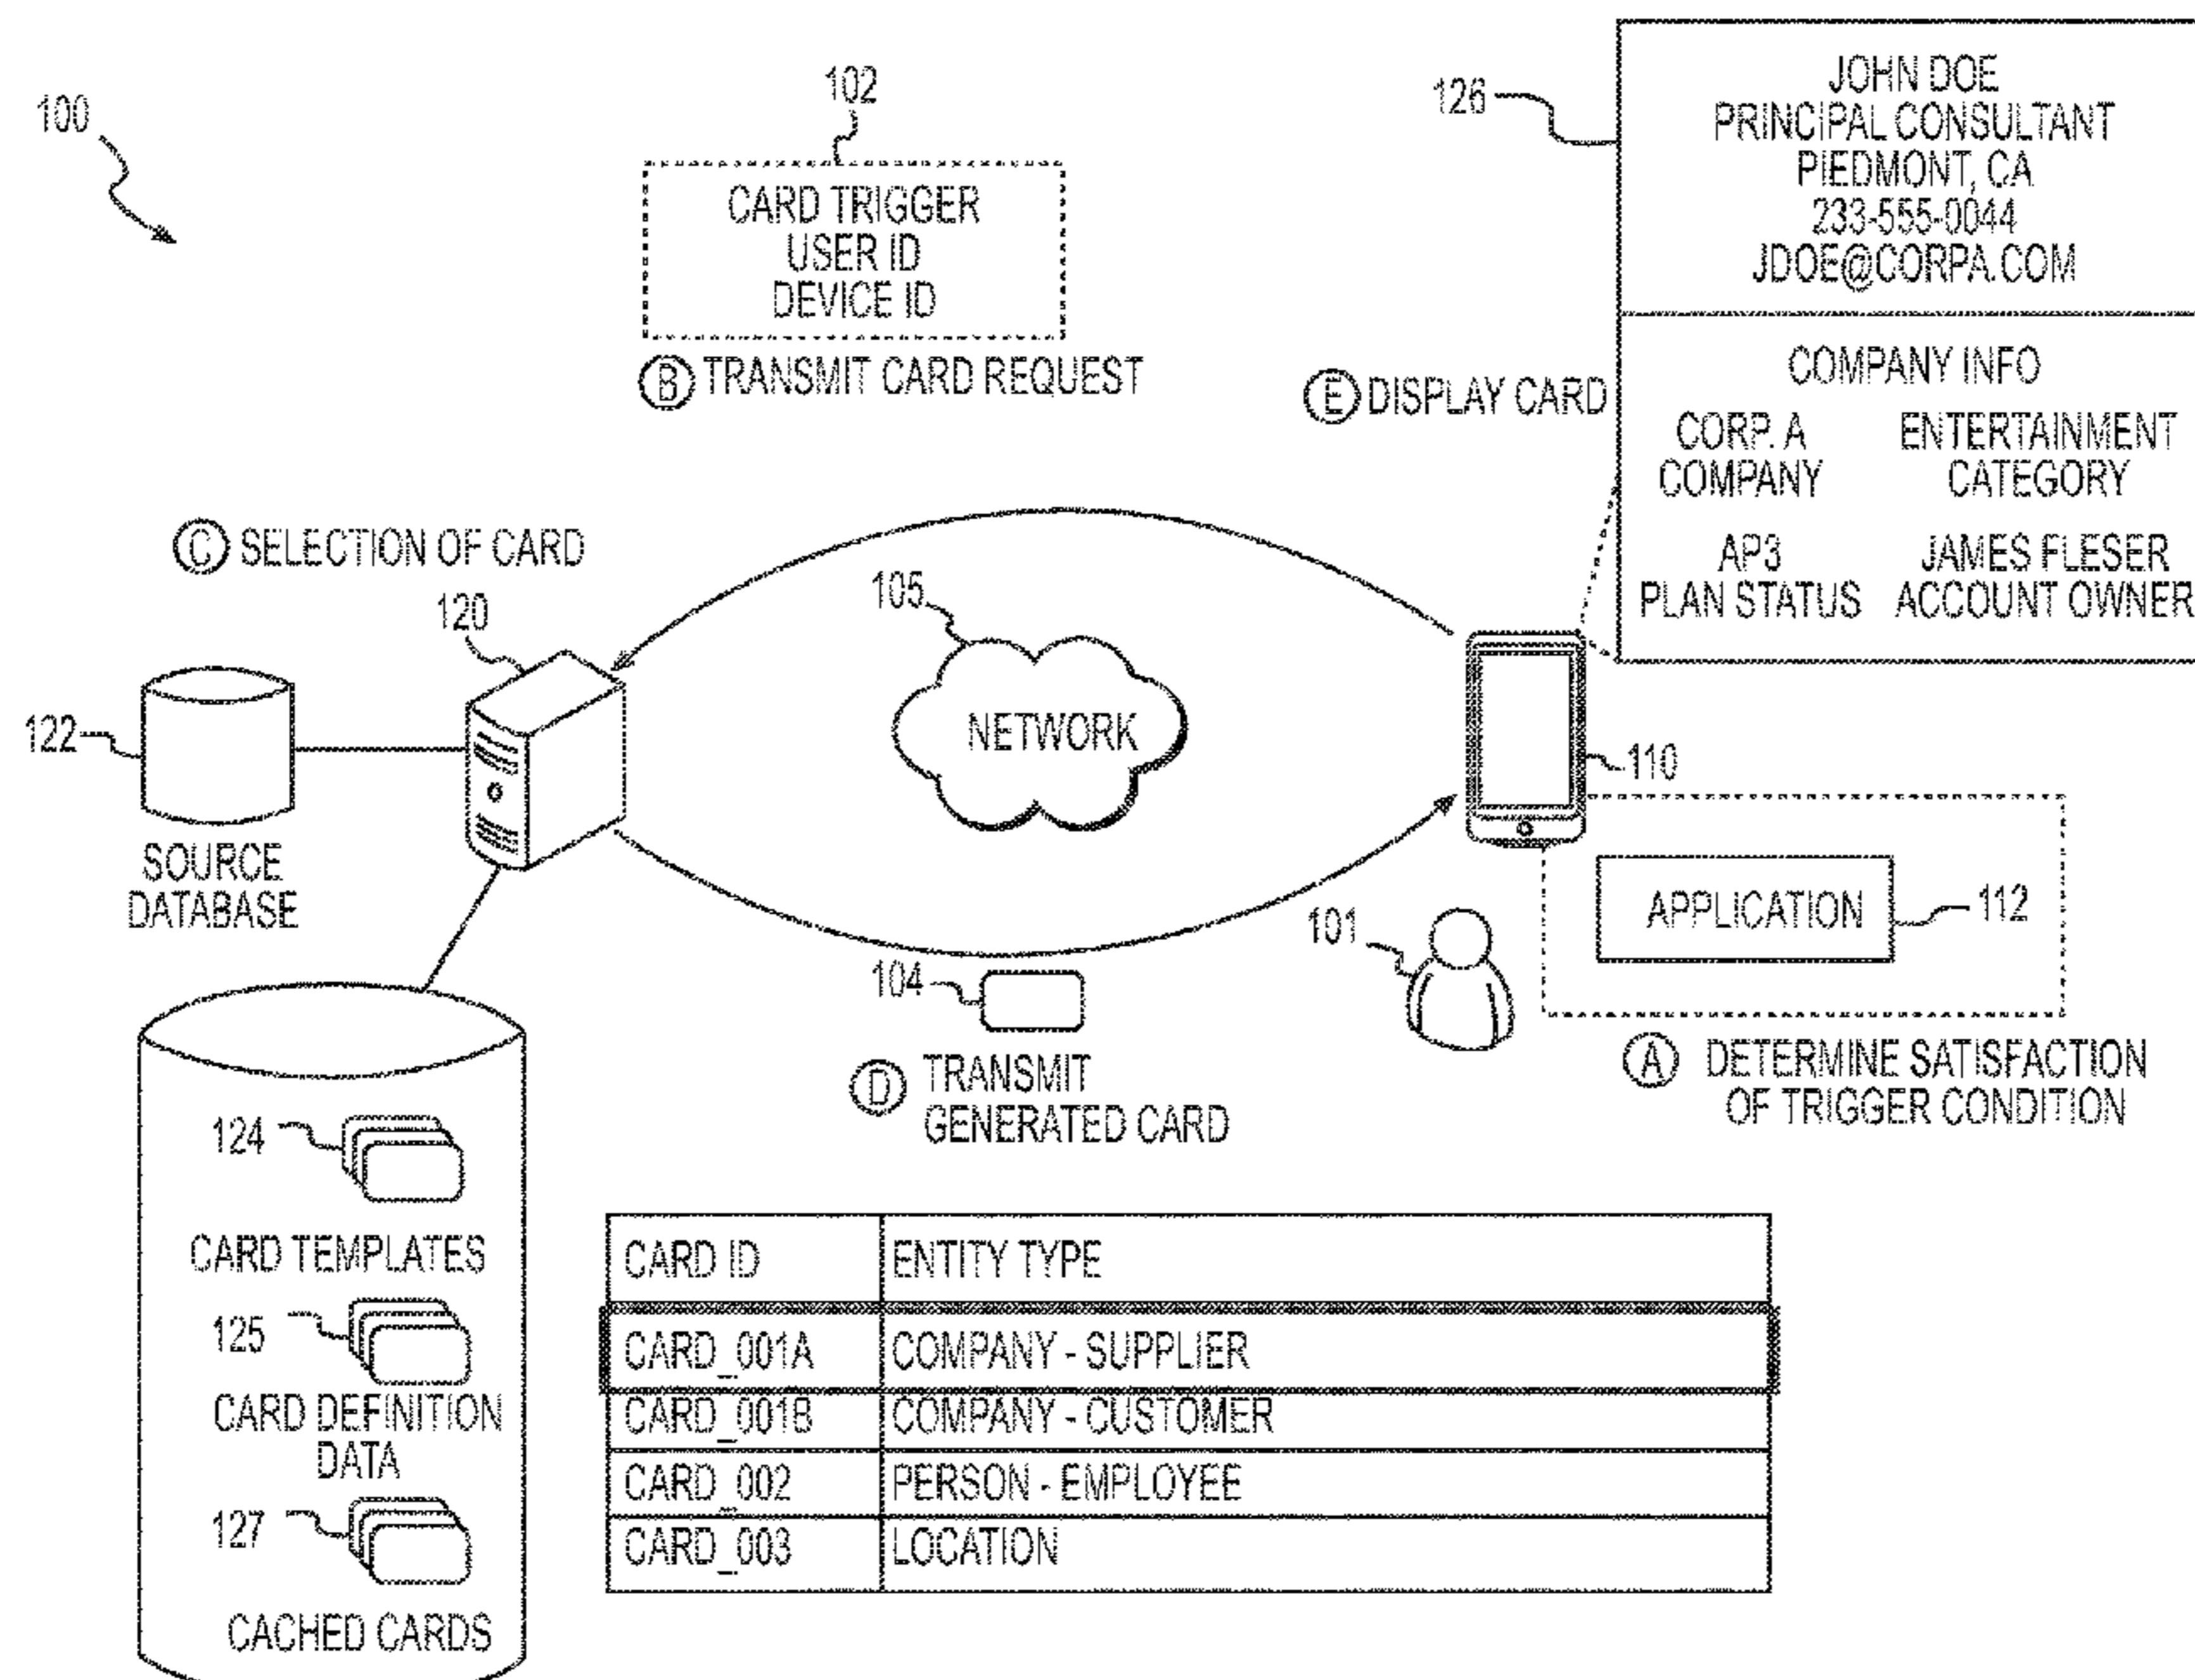 100
102
CARD TRIGGER
USER ID
DEVICE ID
Ⓑ TRANSMIT CARD REQUEST
126
JOHN DOE
PRINCIPAL CONSULTANT
PIEDMONT, CA
233-555-0044
JDOE@CORPA.COM
COMPANY INFO
CORP. A ENTERTAINMENT
COMPANY CATEGORY
AP3 JAMES FLESER
PLAN STATUS ACCOUNT OWNER
Ⓔ DISPLAY CARD
Ⓒ SELECTION OF CARD
120
105
NETWORK
122
SOURCE
DATABASE
110
APPLICATION
112
101
104
Ⓓ TRANSMIT
GENERATED CARD
Ⓐ DETERMINE SATISFACTION
OF TRIGGER CONDITION
124
CARD TEMPLATES
125
CARD DEFINITION
DATA
127
CACHED CARDS
CARD ID ENTITY TYPE
CARD_001A COMPANY - SUPPLIER
CARD_001B COMPANY - CUSTOMER
CARD_002 PERSON - EMPLOYEE
CARD_003 LOCATION